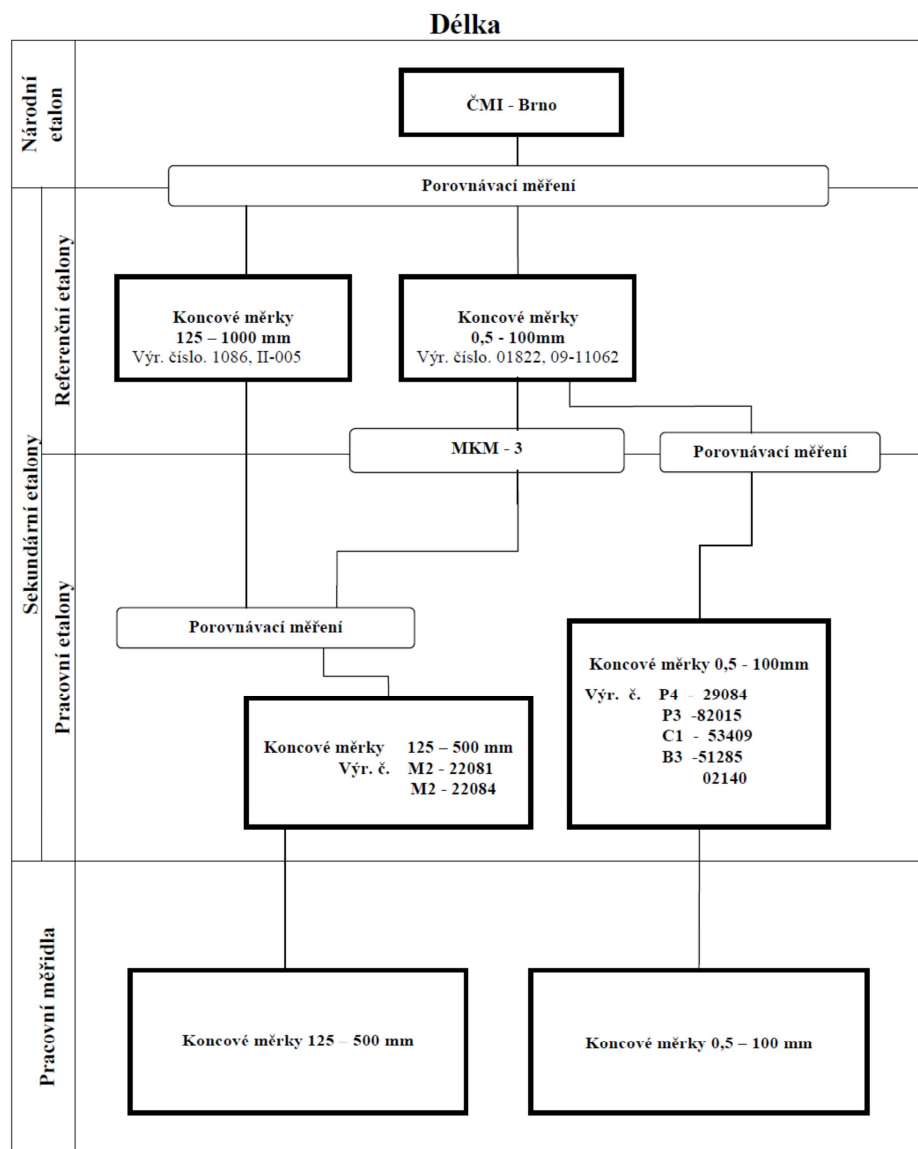 Délka
Národní
etalon
ČMI - Brno
Porovnávací měření
Sekundární etalony
Referenční etalony
Koncové měrky
125 – 1000 mm
Výr. číslo. 1086, II-005
Koncové měrky
0,5 - 100mm
Výr. číslo. 01822, 09-11062
MKM - 3
Porovnávací měření
Pracovní etalony
Porovnávací měření
Koncové měrky 125 – 500 mm
Výr. č. M2 - 22081
M2 - 22084
Koncové měrky 0,5 - 100mm
Výr. č. P4 - 29084
P3 -82015
C1 - 53409
B3 -51285
02140
Pracovní měřidla
Koncové měrky 125 – 500 mm
Koncové měrky 0,5 – 100 mm